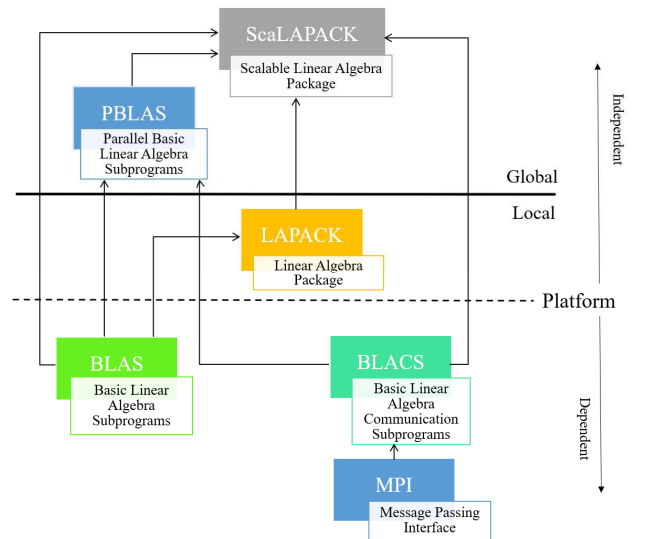 ScaLAPACK
Scalable Linear Algebra
Package
PBLAS
Parallel Basic
Linear Algebra
Subprograms
Independent
Global
Local
LAPACK
Linear Algebra
Package
Platform
BLAS
Basic Linear
Algebra
Subprograms
BLACS
Basic Linear
Algebra
Communication
Subprograms
Dependent
MPI
Message Passing
Interface